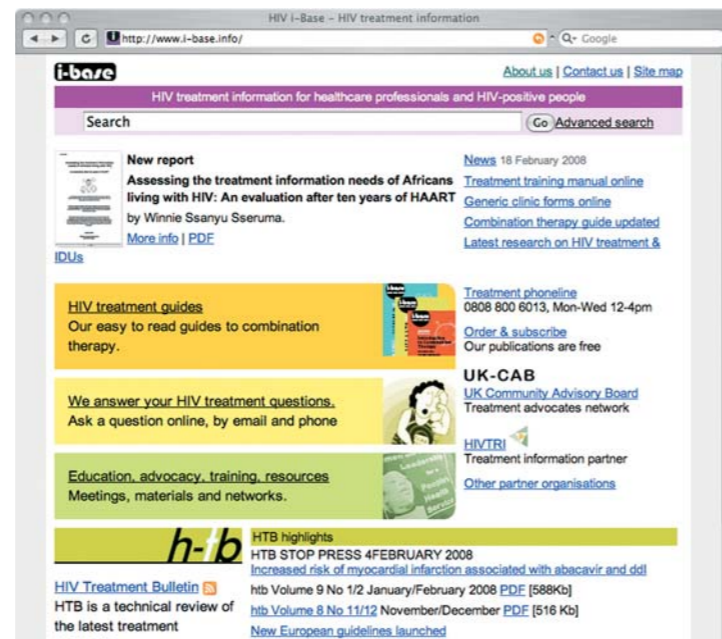 HIV i-Base – HIV treatment information
http://www.i-base.info/
Google
i-base
About us | Contact us | Site map
HIV treatment information for healthcare professionals and HIV-positive people
Search
Go Advanced search
New report
Assessing the treatment information needs of Africans
living with HIV: An evaluation after ten years of HAART
by Winnie Ssanyu Sseruma.
More info | PDF
News 18 February 2008
Treatment training manual online
Generic clinic forms online
Combination therapy guide updated
Latest research on HIV treatment &
IDUs
HIV treatment guides
Our easy to read guides to combination
therapy.
We answer your HIV treatment questions.
Ask a question online, by email and phone
Education, advocacy, training, resources
Meetings, materials and networks.
Treatment phoneline
0808 800 6013, Mon-Wed 12-4pm
Order & subscribe
Our publications are free
UK-CAB
UK Community Advisory Board
Treatment advocates network
HIVTRI
Treatment information partner
Other partner organisations
h-tb
HIV Treatment Bulletin
HTB is a technical review of
the latest treatment
HTB highlights
HTB STOP PRESS 4FEBRUARY 2008
Increased risk of myocardial infarction associated with abacavir and ddI
htb Volume 9 No 1/2 January/February 2008 PDF [588Kb]
htb Volume 8 No 11/12 November/December PDF [516 Kb]
New European guidelines launched